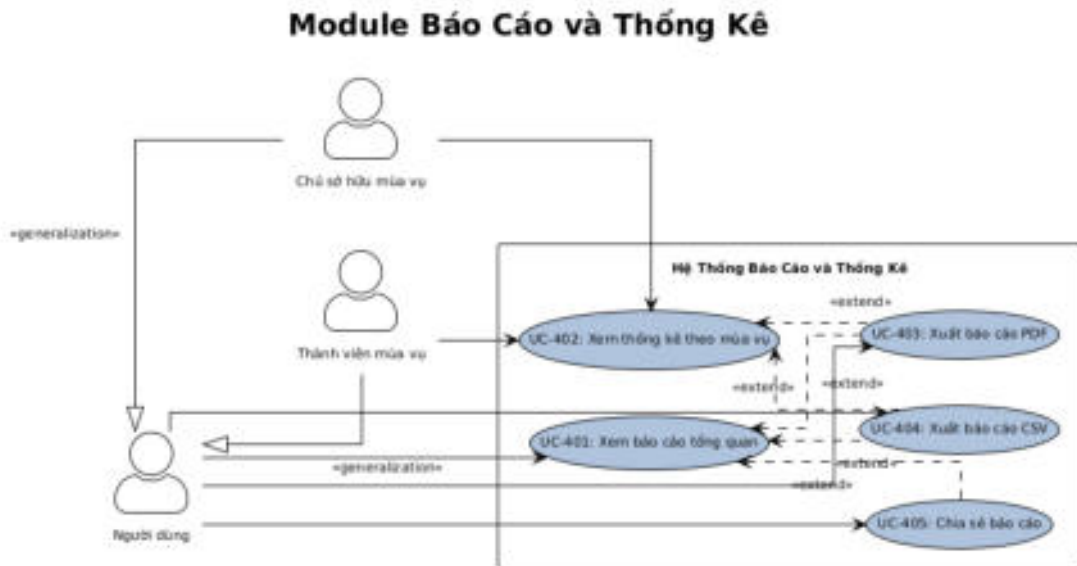 Module Báo Cáo và Thống Kê
Chủ sở hữu mùa vụ
«generalization»
Hệ Thống Báo Cáo và Thống Kê
«extend»
UC-403: Xuất báo cáo PDF
UC-402: Xem thống kê theo mùa vụ
Thành viên mùa vụ
«extend»
«extend»
UC-404: Xuất báo cáo CSV
UC-401: Xem báo cáo tổng quan
«generalization»
«extend»
«extend»
UC-405: Chia sẻ báo cáo
Người dùng